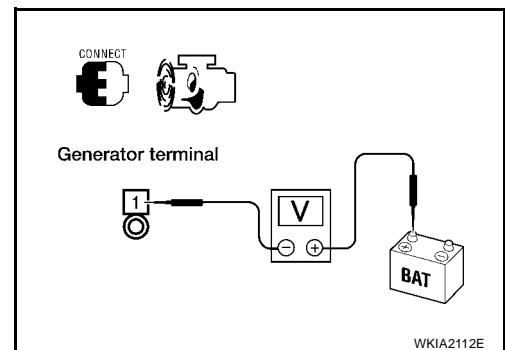 CONNECT
Generator terminal
1
V
− +
+ −
BAT
WKIA2112E